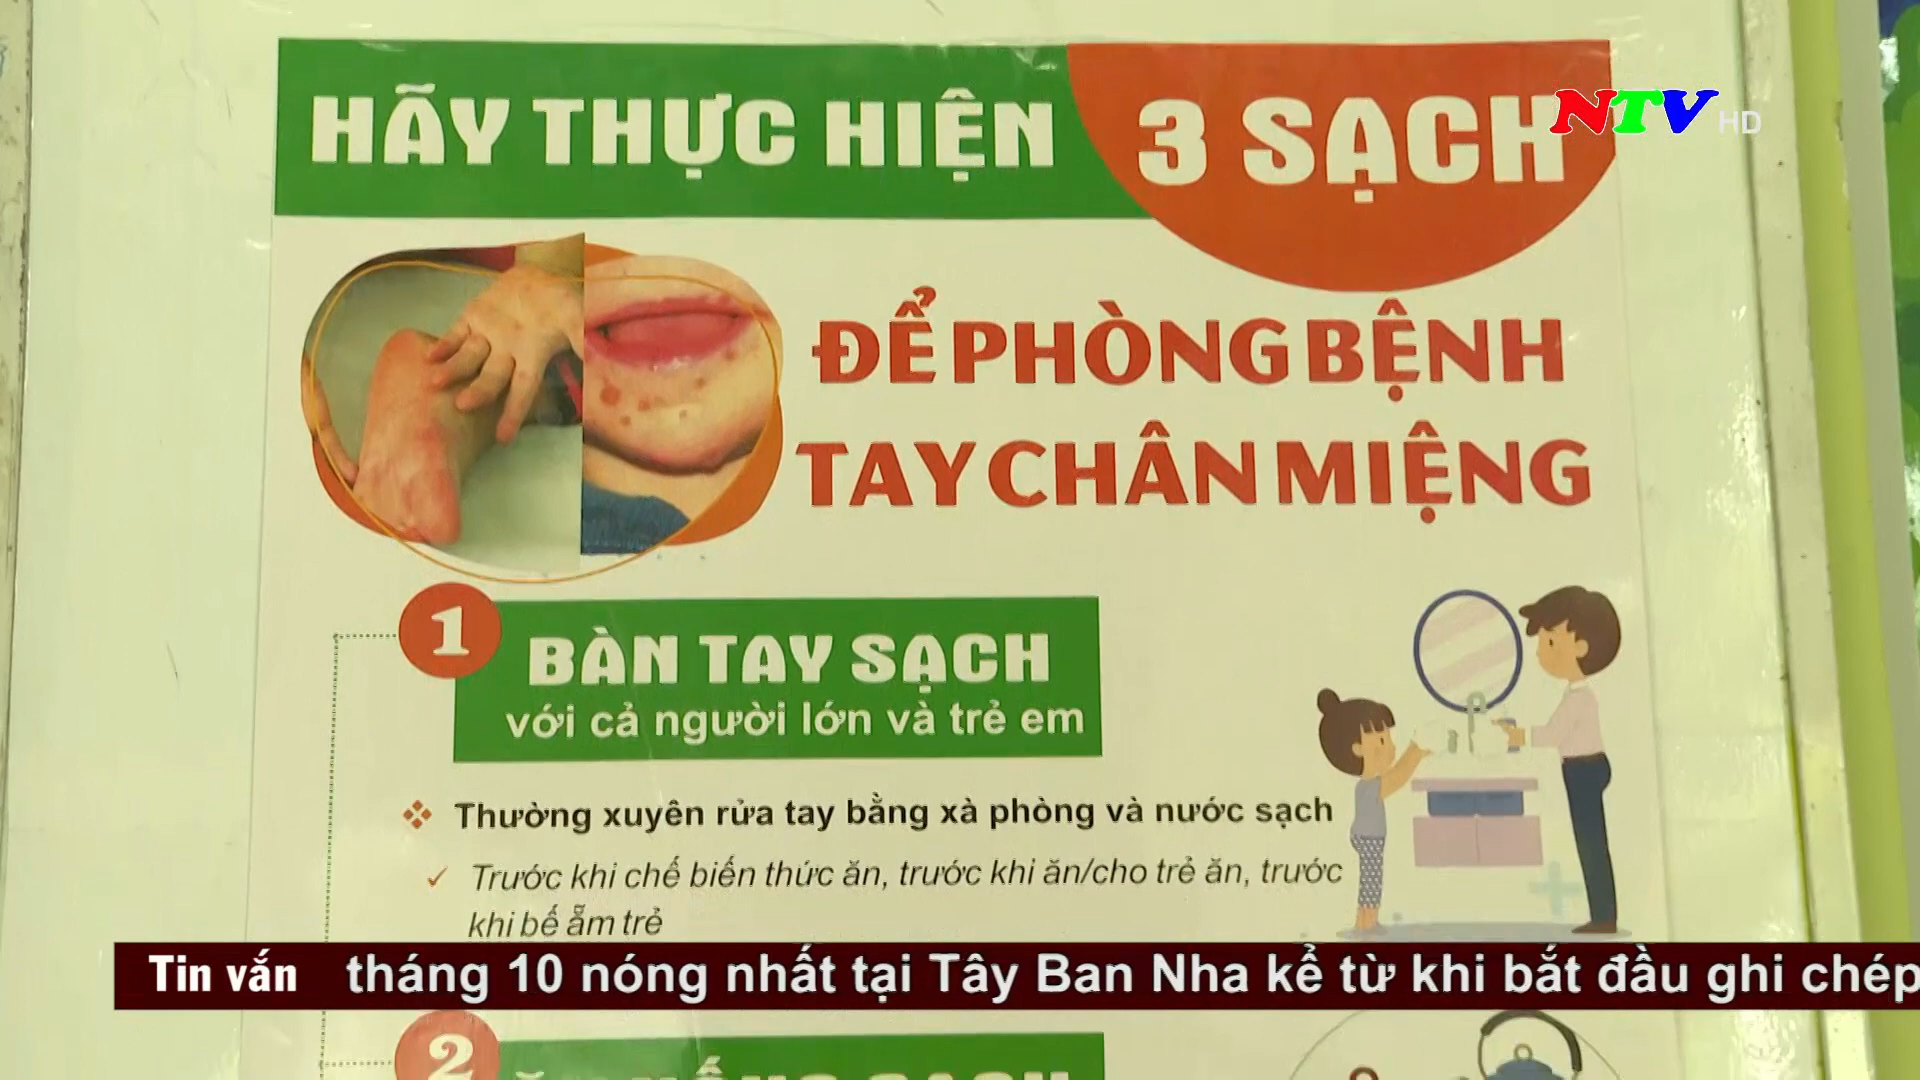 HÃY THỰC HIỆN 3 SẠCH
NTV HD
ĐỂ PHÒNG BỆNH
TAY CHÂN MIỆNG
1
BÀN TAY SẠCH
với cả người lớn và trẻ em
Thường xuyên rửa tay bằng xà phòng và nước sạch
Trước khi chế biến thức ăn, trước khi ăn/cho trẻ ăn, trước
khi bế ẵm trẻ
Tin vắn tháng 10 nóng nhất tại Tây Ban Nha kể từ khi bắt đầu ghi chép
2